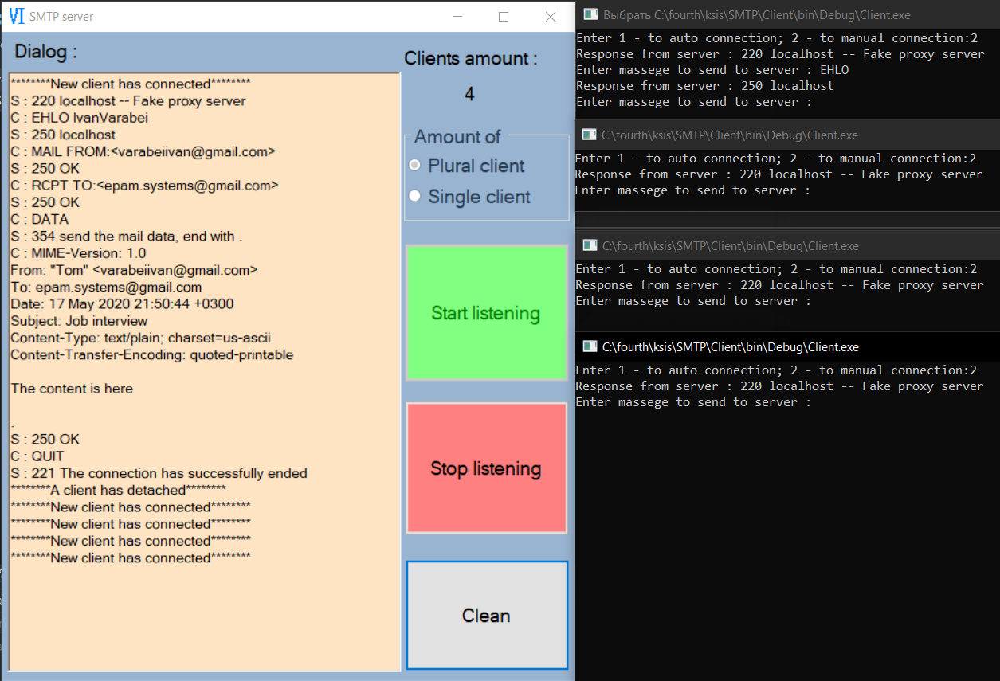 VI SMTP server
Dialog :
********New client has connected********
S : 220 localhost -- Fake proxy server
C : EHLO IvanVarabei
S : 250 localhost
C : MAIL FROM:<varabeiivan@gmail.com>
S : 250 OK
C : RCPT TO:<epam.systems@gmail.com>
S : 250 OK
C : DATA
S : 354 send the mail data, end with .
C : MIME-Version: 1.0
From: "Tom" <varabeiivan@gmail.com>
To: epam.systems@gmail.com
Date: 17 May 2020 21:50:44 +0300
Subject: Job interview
Content-Type: text/plain; charset=us-ascii
Content-Transfer-Encoding: quoted-printable
The content is here
.
S : 250 OK
C : QUIT
S : 221 The connection has successfully ended
********A client has detached********
********New client has connected********
********New client has connected********
********New client has connected********
********New client has connected********
Clients amount :
4
Amount of
Plural client
Single client
Start listening
Stop listening
Clean
Выбрать C:\fourth\ksis\SMTP\Client\bin\Debug\Client.exe
Enter 1 - to auto connection; 2 - to manual connection:2
Response from server : 220 localhost -- Fake proxy server
Enter massege to send to server : EHLO
Response from server : 250 localhost
Enter massege to send to server :
C:\fourth\ksis\SMTP\Client\bin\Debug\Client.exe
Enter 1 - to auto connection; 2 - to manual connection:2
Response from server : 220 localhost -- Fake proxy server
Enter massege to send to server :
C:\fourth\ksis\SMTP\Client\bin\Debug\Client.exe
Enter 1 - to auto connection; 2 - to manual connection:2
Response from server : 220 localhost -- Fake proxy server
Enter massege to send to server :
C:\fourth\ksis\SMTP\Client\bin\Debug\Client.exe
Enter 1 - to auto connection; 2 - to manual connection:2
Response from server : 220 localhost -- Fake proxy server
Enter massege to send to server :